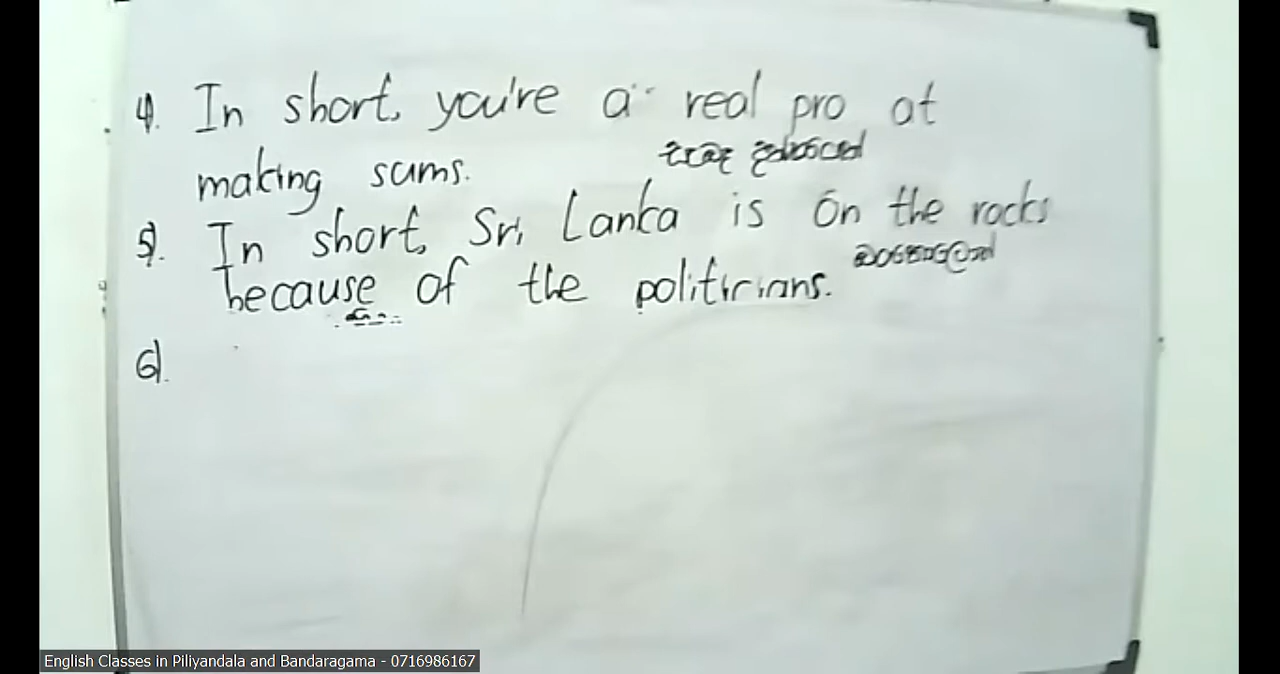 4). In short, you're a real pro at
making sums.
5). In short, Sri Lanka is on the rocks
because of the politicians.
6).
English Classes in Piliyandala and Bandaragama - 0716986167